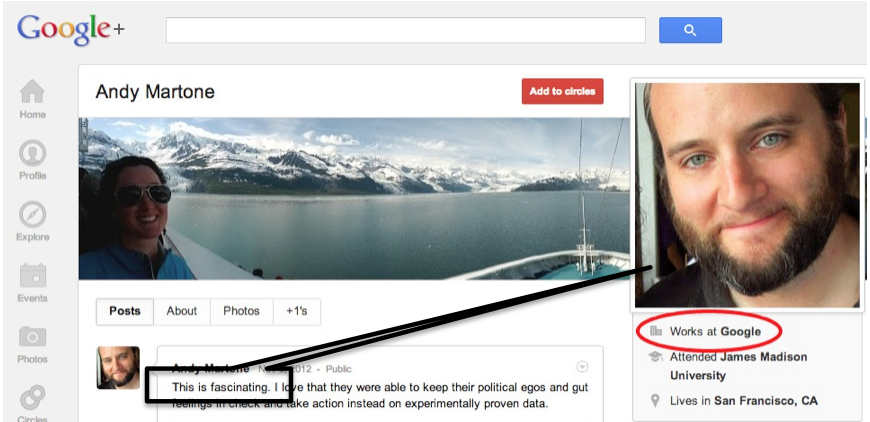 Google+
Andy Martone
Add to circles
Home
Profile
Explore
Events
Photos
Circles
Posts
About
Photos
+1's
Works at Google
Attended James Madison
University
Lives in San Francisco, CA
Andy Martone 2012 - Public
This is fascinating. I love that they were able to keep their political egos and gut
feelings in check and take action instead on experimentally proven data.